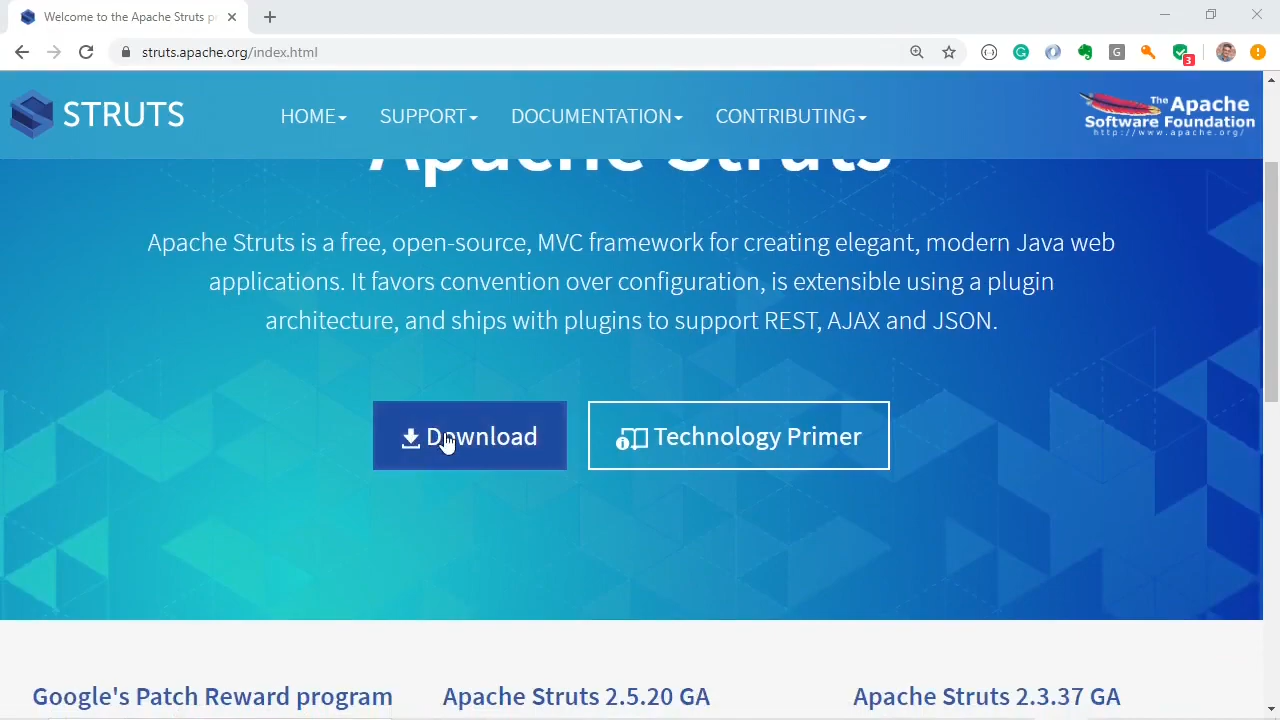 Welcome to the Apache Struts pr
struts.apache.org/index.html
G
3
STRUTS
HOME
SUPPORT
DOCUMENTATION
CONTRIBUTING
The Apache
Software Foundation
http://www.apache.org/
Apache Struts
Apache Struts is a free, open-source, MVC framework for creating elegant, modern Java web
applications. It favors convention over configuration, is extensible using a plugin
architecture, and ships with plugins to support REST, AJAX and JSON.
Download
Technology Primer
Google's Patch Reward program
Apache Struts 2.5.20 GA
Apache Struts 2.3.37 GA